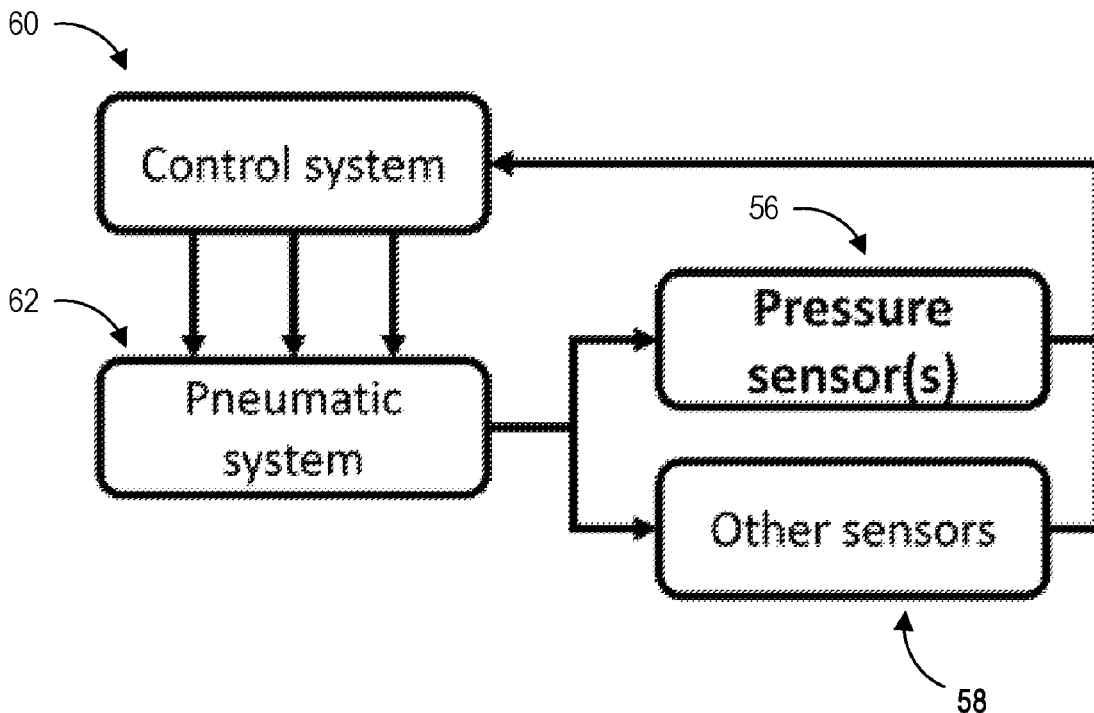 60
Control system
56
62
Pressure
sensor(s)
Pneumatic
system
Other sensors
58